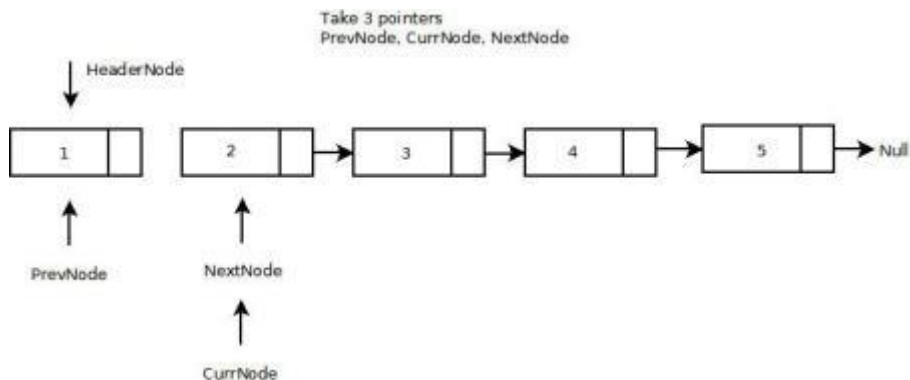 Take 3 pointers
PrevNode, CurrNode, NextNode
HeaderNode
1
2
3
4
5
Null
PrevNode
NextNode
CurrNode